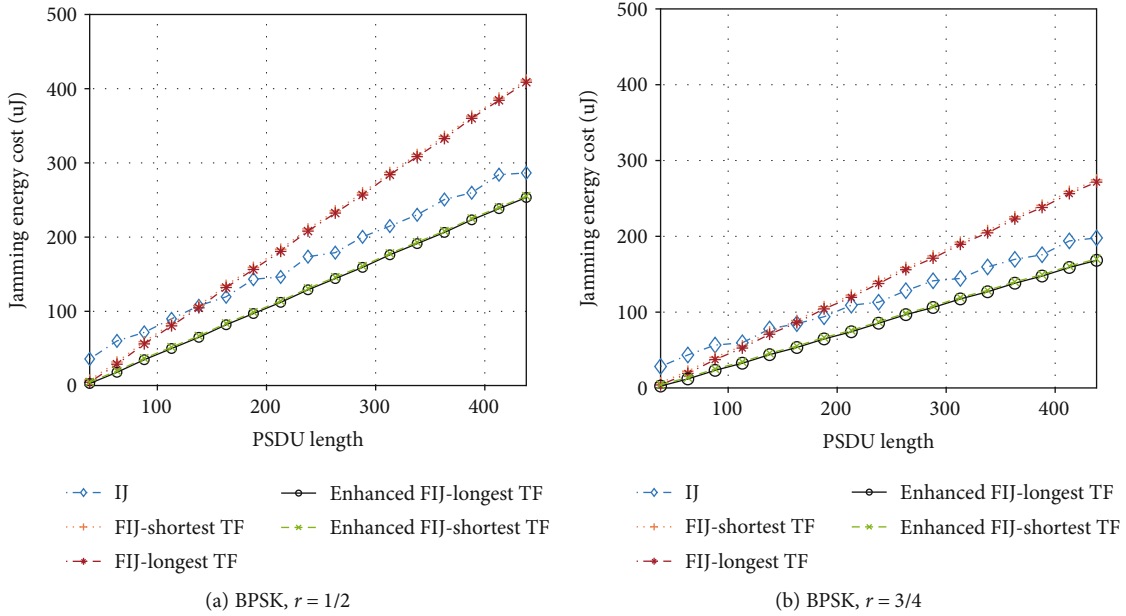 500
400
300
200
100
0
Jamming energy cost (uJ)
100
200
300
400
PSDU length
IJ
FIJ-shortest TF
FIJ-longest TF
Enhanced FIJ-longest TF
Enhanced FIJ-shortest TF
(a) BPSK, r = 1/2
500
400
300
200
100
0
Jamming energy cost (uJ)
100
200
300
400
PSDU length
IJ
FIJ-shortest TF
FIJ-longest TF
Enhanced FIJ-longest TF
Enhanced FIJ-shortest TF
(b) BPSK, r = 3/4